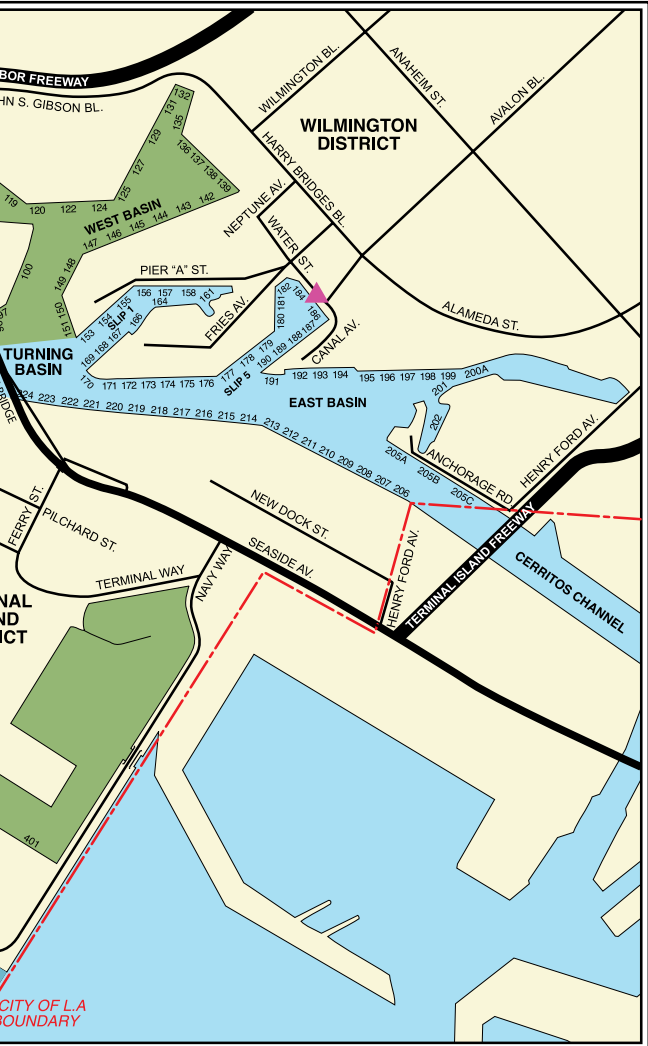 BOR FREEWAY
HN S. GIBSON BL.
WILMINGTON BL.
ANAHEIM ST.
AVALON BL.
WILMINGTON
DISTRICT
HARRY BRIDGES BL.
132
131
135
129
136
137
138
139
127
125
124
122
120
119
142
143
144
145
146
147
WEST BASIN
148
149
150
151
100
NEPTUNE AV.
WATER ST.
PIER "A" ST.
FRIES AV.
CANAL AV.
ALAMEDA ST.
153
154
155
156
157
158
161
164
166
167
168
169
170
SLIP 1
182
184
186
181
180
179
178
177
187
188
189
190
SLIP 5
171
172
173
174
175
176
191
192
193
194
195
196
197
198
199
200A
201
202
TURNING
BASIN
EAST BASIN
BRIDGE
224
223
222
221
220
219
218
217
216
215
214
213
212
211
210
209
208
207
206
205A
205B
205C
ANCHORAGE RD.
HENRY FORD AV.
FERRY ST.
PILCHARD ST.
NEW DOCK ST.
SEASIDE AV.
TERMINAL WAY
NAVY WAY
HENRY FORD AV.
TERMINAL ISLAND FREEWAY
CERRITOS CHANNEL
NAL
ND
ICT
401
CITY OF L.A
BOUNDARY